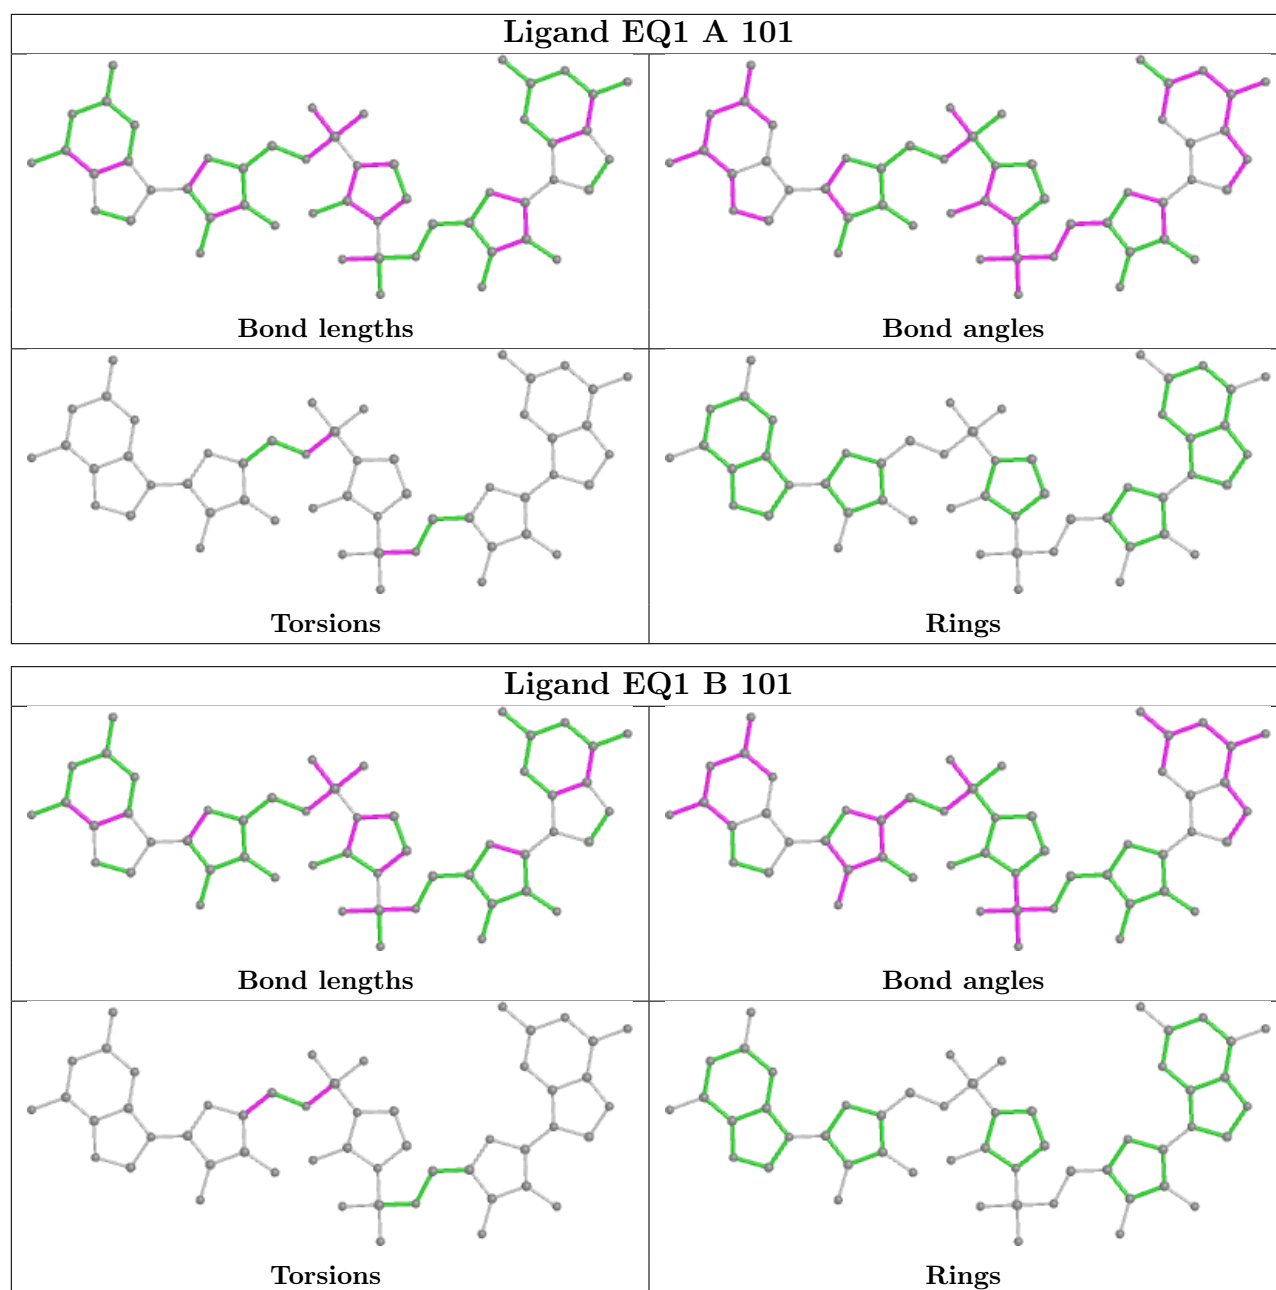 Ligand EQ1 A 101
Bond lengths
Bond angles
Torsions
Rings
Ligand EQ1 B 101
Bond lengths
Bond angles
Torsions
Rings